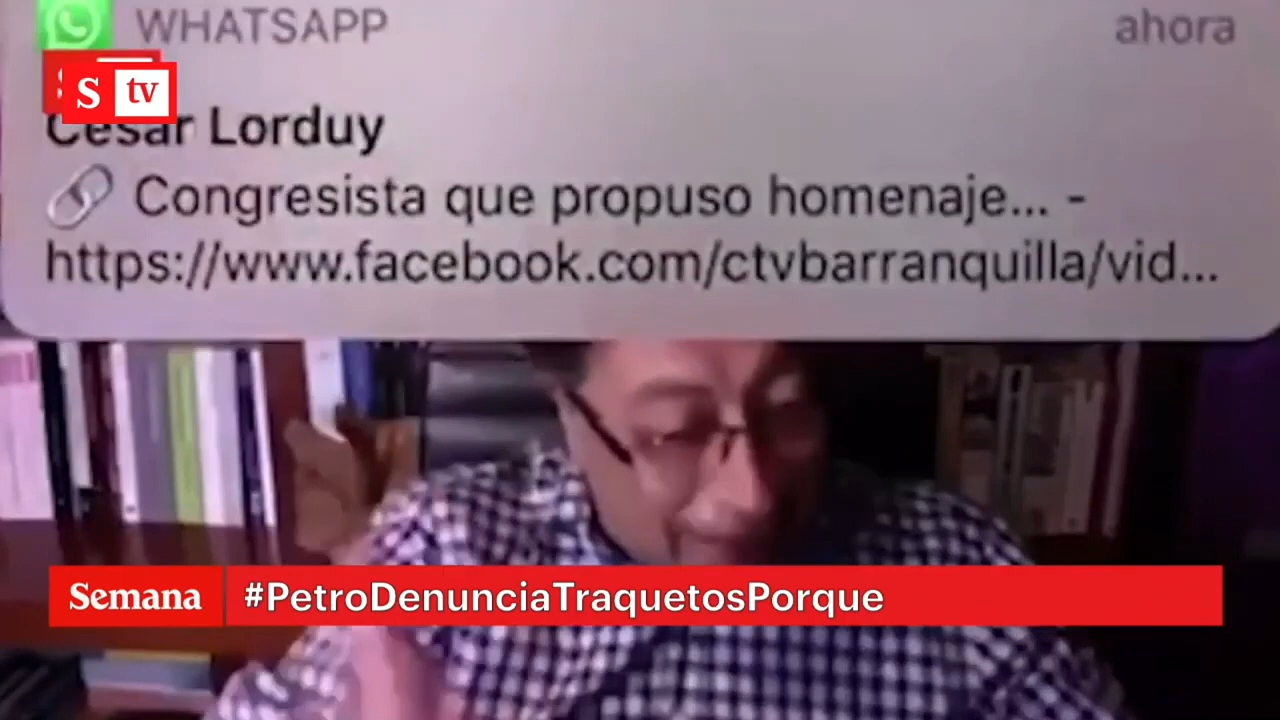 WHATSAPP
ahora
S tv
Cesar Lorduy
Congresista que propuso homenaje... -
https://www.facebook.com/ctvbarranquilla/vid...
Semana
#PetroDenunciaTraquetosPorque